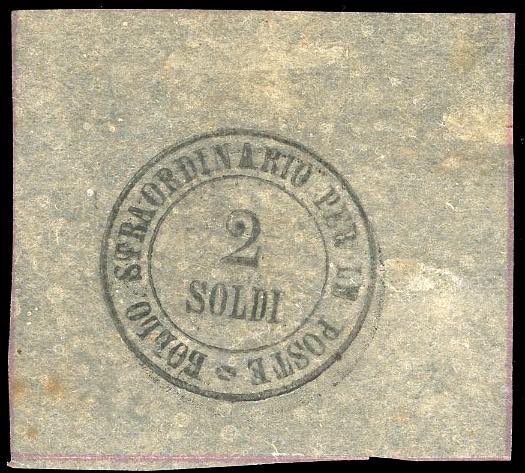 BOLLO STRAORDINARIO PER LE POSTE
2
SOLDI